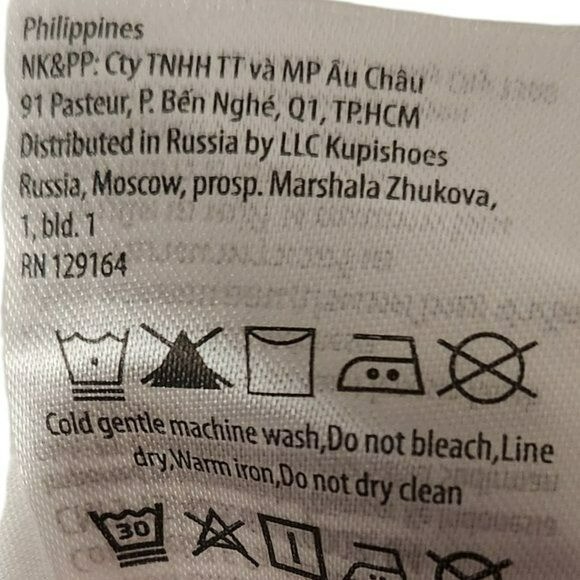 Philippines
NK&PP: Cty TNHH TT và MP Âu Châu
91 Pasteur, P. Bến Nghé, Q1, TP.HCM
Distributed in Russia by LLC Kupishoes
Russia, Moscow, prosp. Marshala Zhukova,
1, bld. 1
RN 129164
Cold gentle machine wash,Do not bleach,Line
dry,Warm iron,Do not dry clean
30